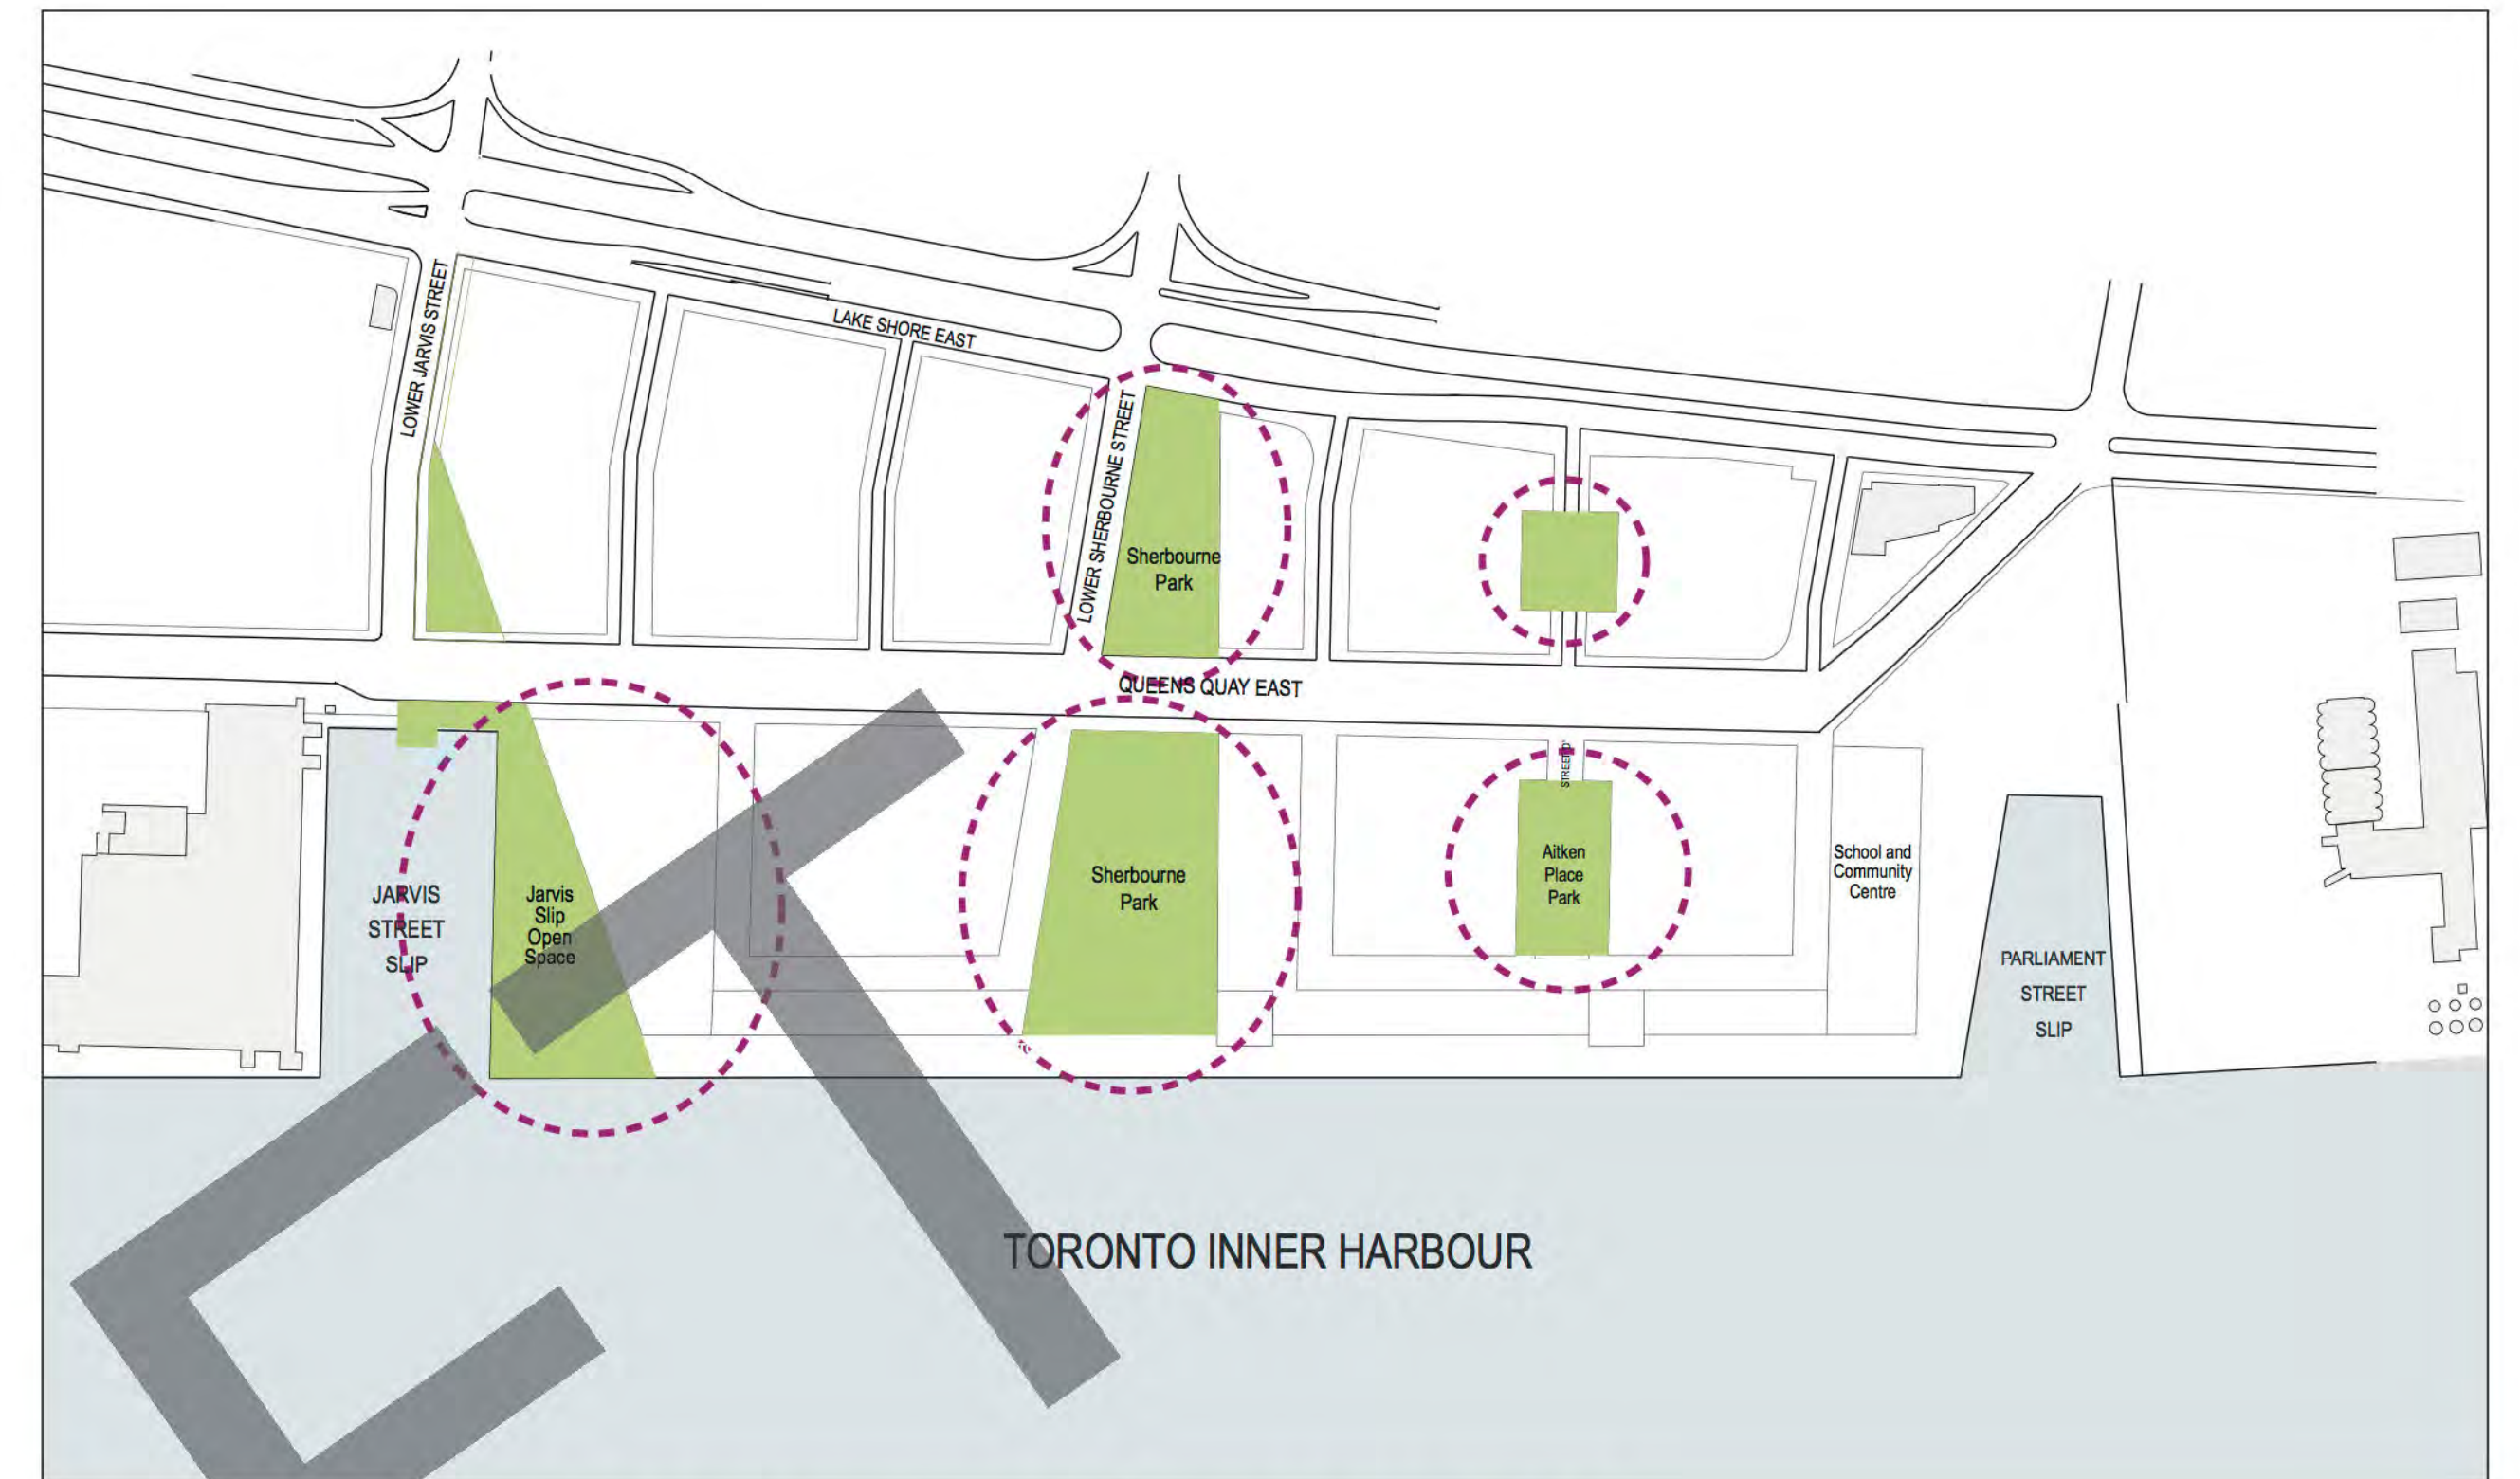 LOWER JARVIS STREET
LAKE SHORE EAST
LOWER SHERBOURNE STREET
Sherbourne
Park
QUEENS QUAY EAST
JARVIS
STREET
SLIP
Jarvis
Slip
Open
Space
Sherbourne
Park
Aitken
Place
Park
School and
Community
Centre
PARLIAMENT
STREET
SLIP
TORONTO INNER HARBOUR